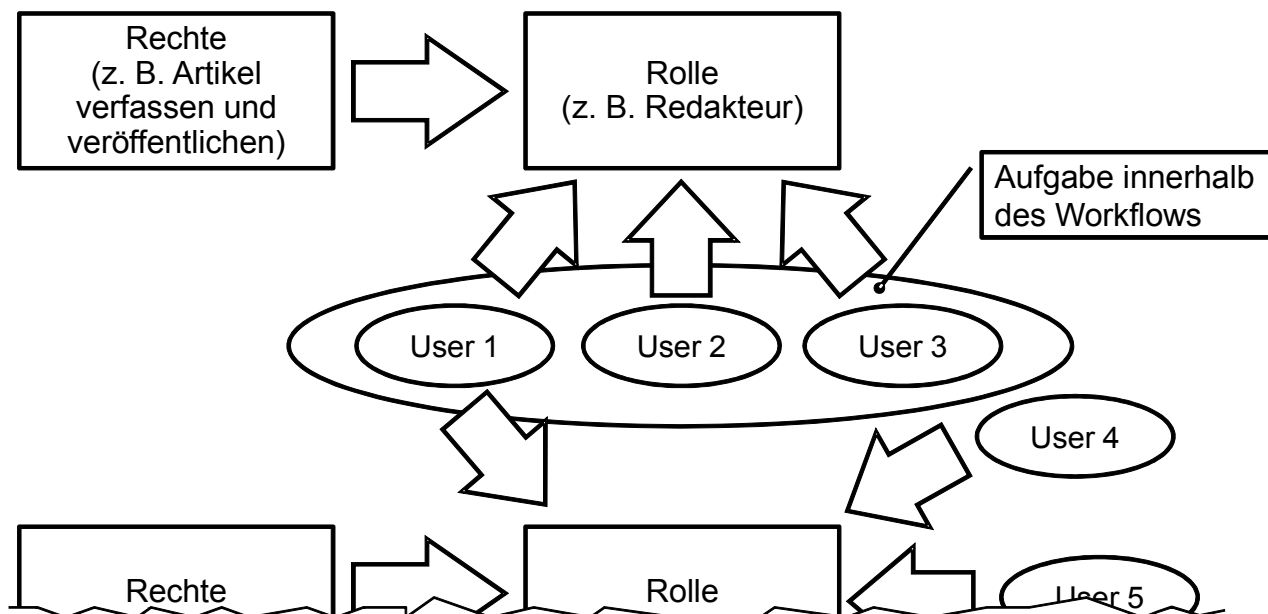 Rechte
(z. B. Artikel
verfassen und
veröffentlichen)
Rolle
(z. B. Redakteur)
Aufgabe innerhalb
des Workflows
User 1
User 2
User 3
User 4
Rechte
Rolle
User 5